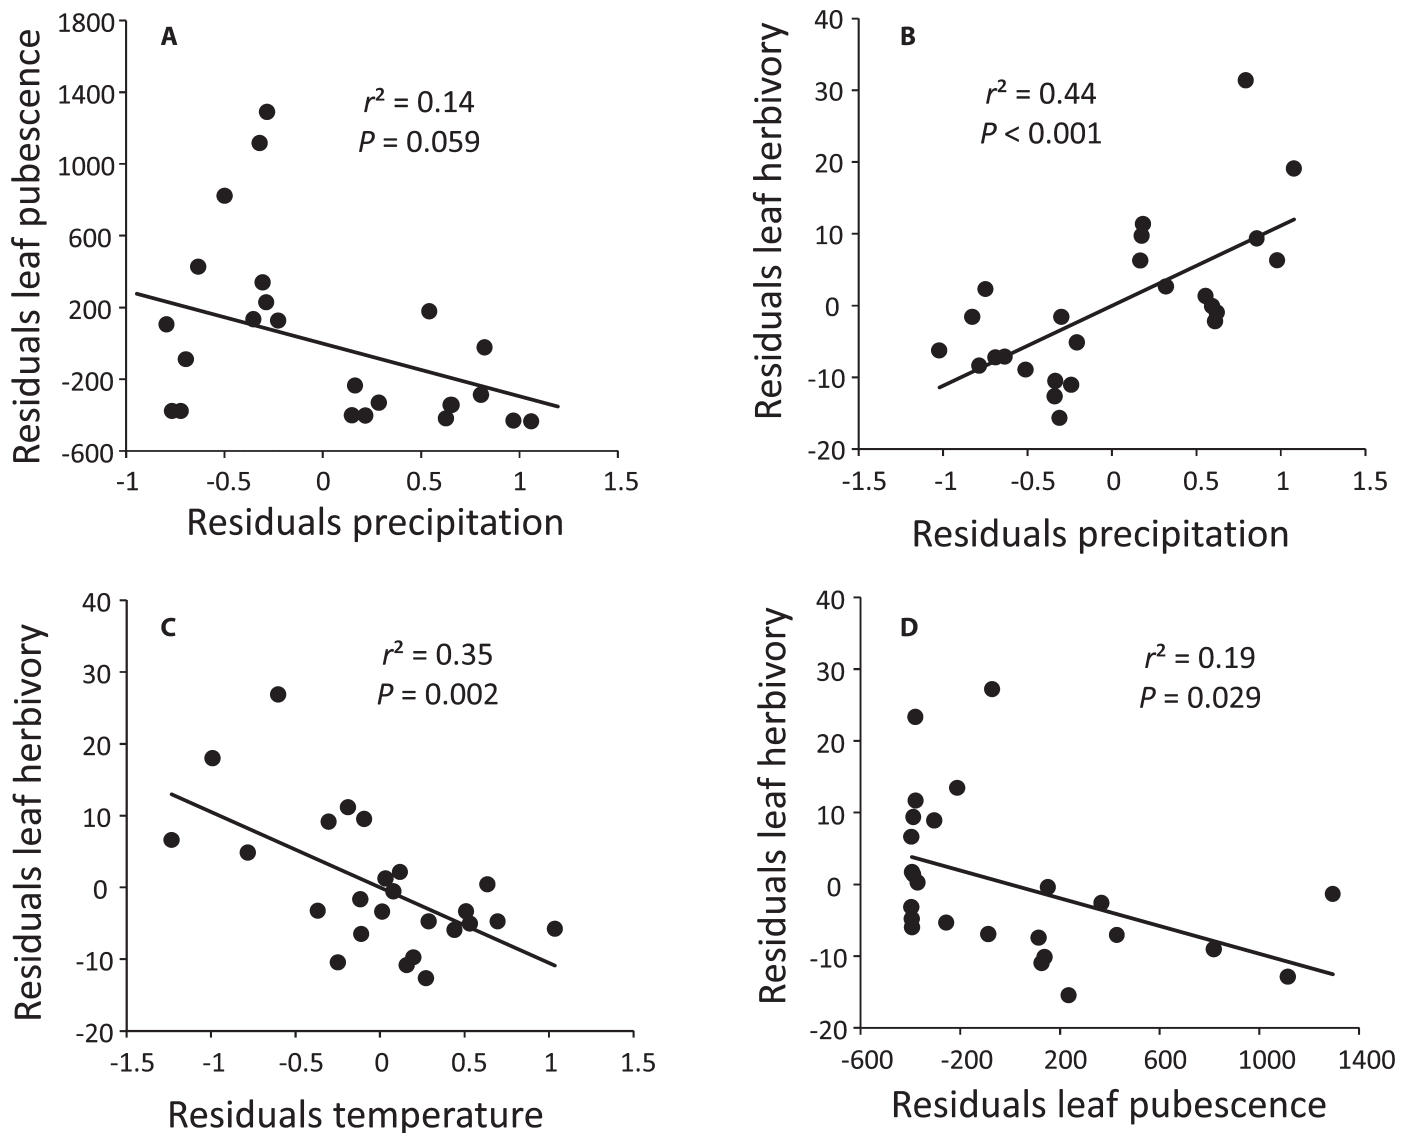 A
r² = 0.14
P = 0.059
Residuals leaf pubescence
1800
1400
1000
600
200
-200
-600
-1
-0.5
0
0.5
1
1.5
Residuals precipitation
B
r² = 0.44
P < 0.001
Residuals leaf herbivory
40
30
20
10
0
-10
-20
-1.5
-1
-0.5
0
0.5
1
1.5
Residuals precipitation
C
r² = 0.35
P = 0.002
Residuals leaf herbivory
40
30
20
10
0
-10
-20
-1.5
-1
-0.5
0
0.5
1
1.5
Residuals temperature
D
r² = 0.19
P = 0.029
Residuals leaf herbivory
40
30
20
10
0
-10
-20
-600
-200
200
600
1000
1400
Residuals leaf pubescence